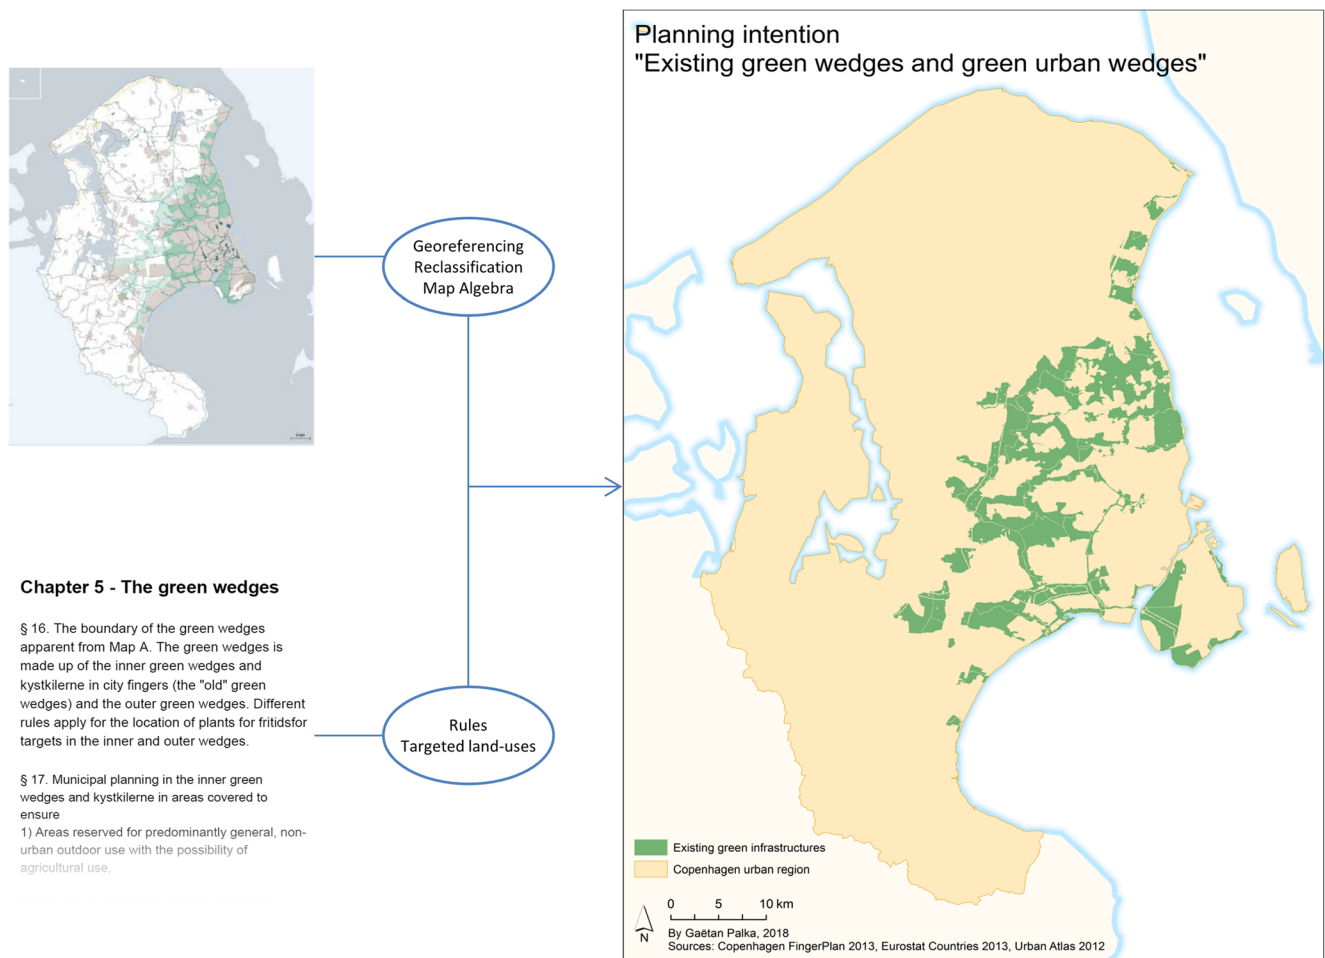 Planning intention
"Existing green wedges and green urban wedges"
Georeferencing
Reclassification
Map Algebra
Chapter 5 - The green wedges
§ 16. The boundary of the green wedges
apparent from Map A. The green wedges is
made up of the inner green wedges and
kystkilerne in city fingers (the "old" green
wedges) and the outer green wedges. Different
rules apply for the location of plants for fritidsfor
targets in the inner and outer wedges.
§ 17. Municipal planning in the inner green
wedges and kystkilerne in areas covered to
ensure
1) Areas reserved for predominantly general, non-
urban outdoor use with the possibility of
agricultural use,
Rules
Targeted land-uses
Existing green infrastructures
Copenhagen urban region
0 5 10 km
N
By Gaëtan Palka, 2018
Sources: Copenhagen FingerPlan 2013, Eurostat Countries 2013, Urban Atlas 2012